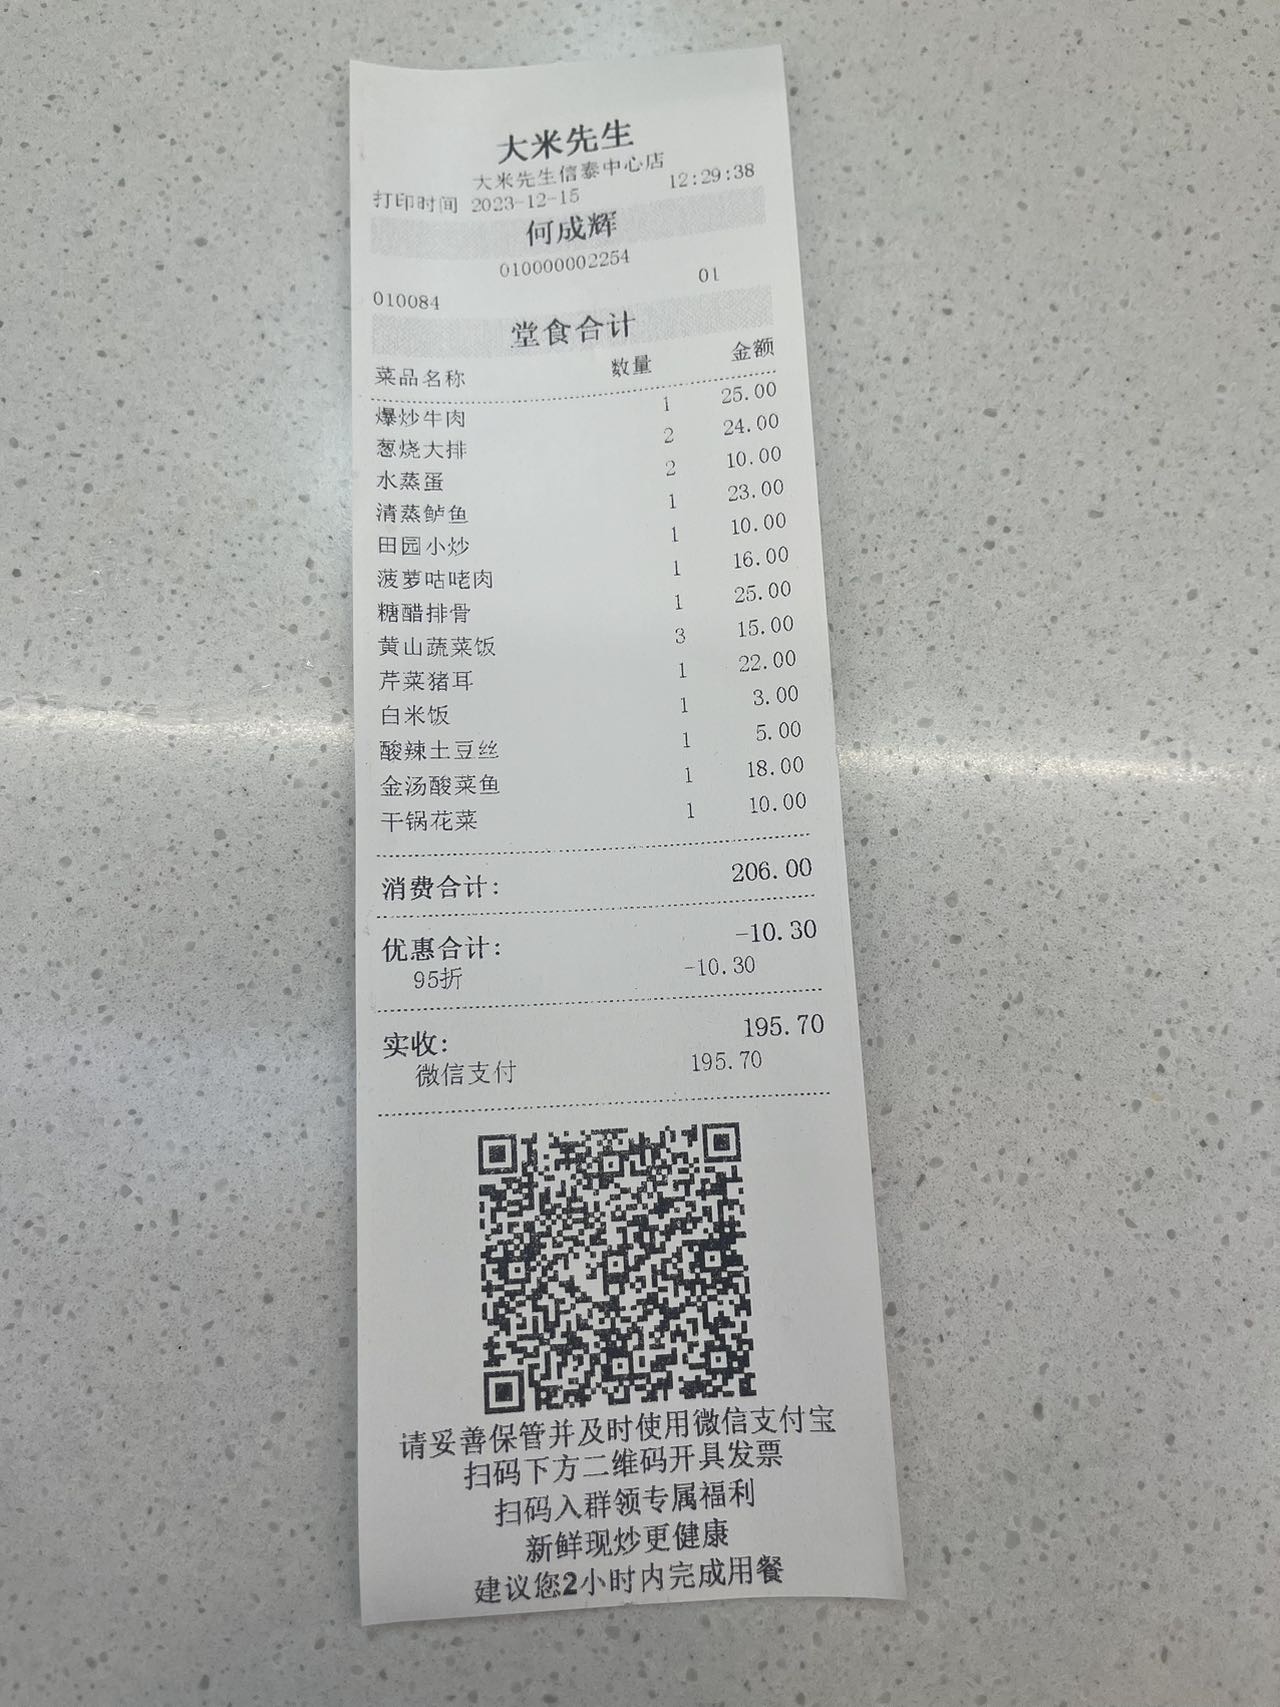 大米先生
大米先生信泰中心店
打印时间 2023-12-15 12:29:38
何成辉
010000002254
010084 01
堂食合计
菜品名称 数量 金额
爆炒牛肉 1 25.00
葱烧大排 2 24.00
水蒸蛋 2 10.00
清蒸鲈鱼 1 23.00
田园小炒 1 10.00
菠萝咕咾肉 1 16.00
糖醋排骨 1 25.00
黄山蔬菜饭 3 15.00
芹菜猪耳 1 22.00
白米饭 1 3.00
酸辣土豆丝 1 5.00
金汤酸菜鱼 1 18.00
干锅花菜 1 10.00
消费合计: 206.00
优惠合计: -10.30
95折 -10.30
实收: 195.70
微信支付 195.70
请妥善保管并及时使用微信支付宝
扫码下方二维码开具发票
扫码入群领专属福利
新鲜现炒更健康
建议您2小时内完成用餐